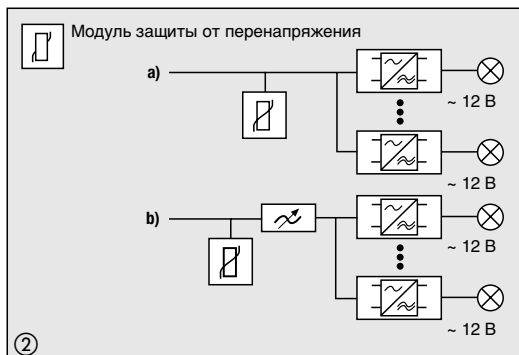 Модуль защиты от перенапряжения
a)
~ 12 В
~ 12 В
b)
~ 12 В
~ 12 В
2